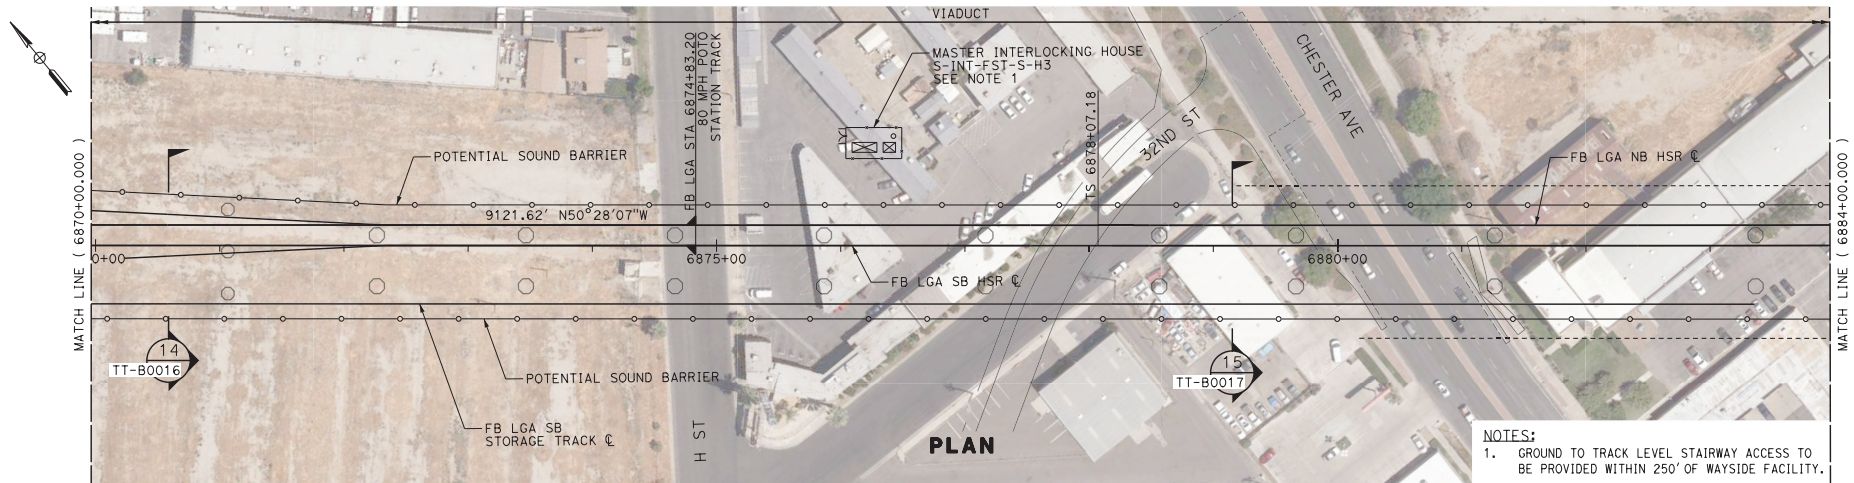 VIADUCT
MASTER INTERLOCKING HOUSE
S-INT-FST-S-H3
SEE NOTE 1
FB LGA STA 6874+83.20
80 MPH POTO
STATION TRACK
CHESTER AVE
TS 6878+07.18
32ND ST
MATCH LINE ( 6870+00.000 )
POTENTIAL SOUND BARRIER
FB LGA NB HSR ℄
9121.62' N50°28'07"W
0+00
6875+00
6880+00
FB LGA SB HSR ℄
MATCH LINE ( 6884+00.000 )
14
TT-B0016
15
TT-B0017
POTENTIAL SOUND BARRIER
FB LGA SB
STORAGE TRACK ℄
H ST
PLAN
NOTES:
1. GROUND TO TRACK LEVEL STAIRWAY ACCESS TO
BE PROVIDED WITHIN 250' OF WAYSIDE FACILITY.